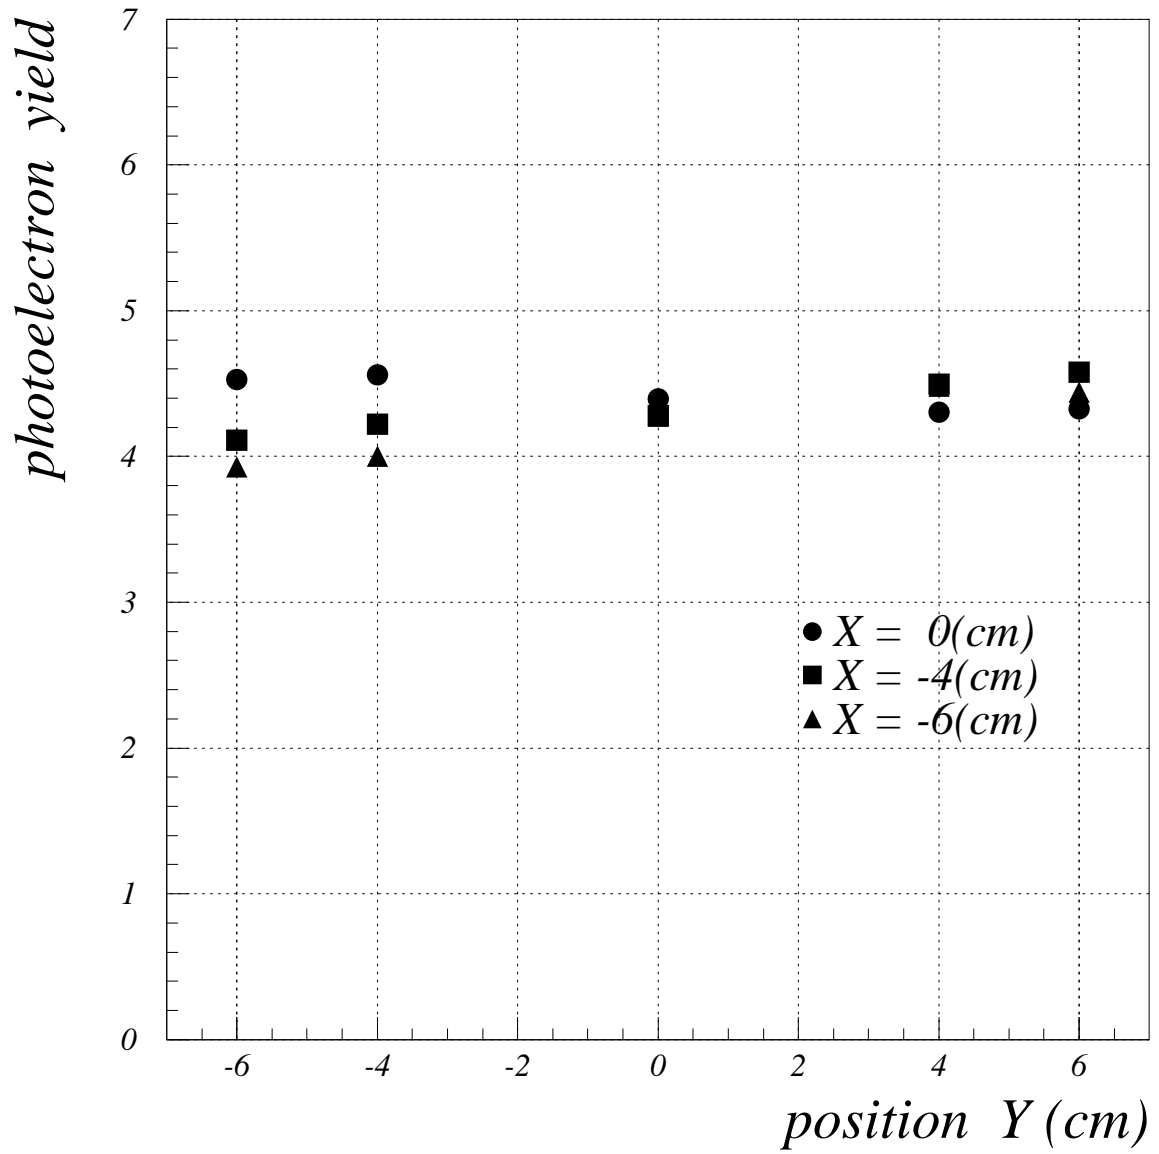 photoelectron yield
7
6
5
4
3
2
1
0
X = 0(cm)
X = -4(cm)
X = -6(cm)
-6 -4 -2 0 2 4 6
position Y (cm)